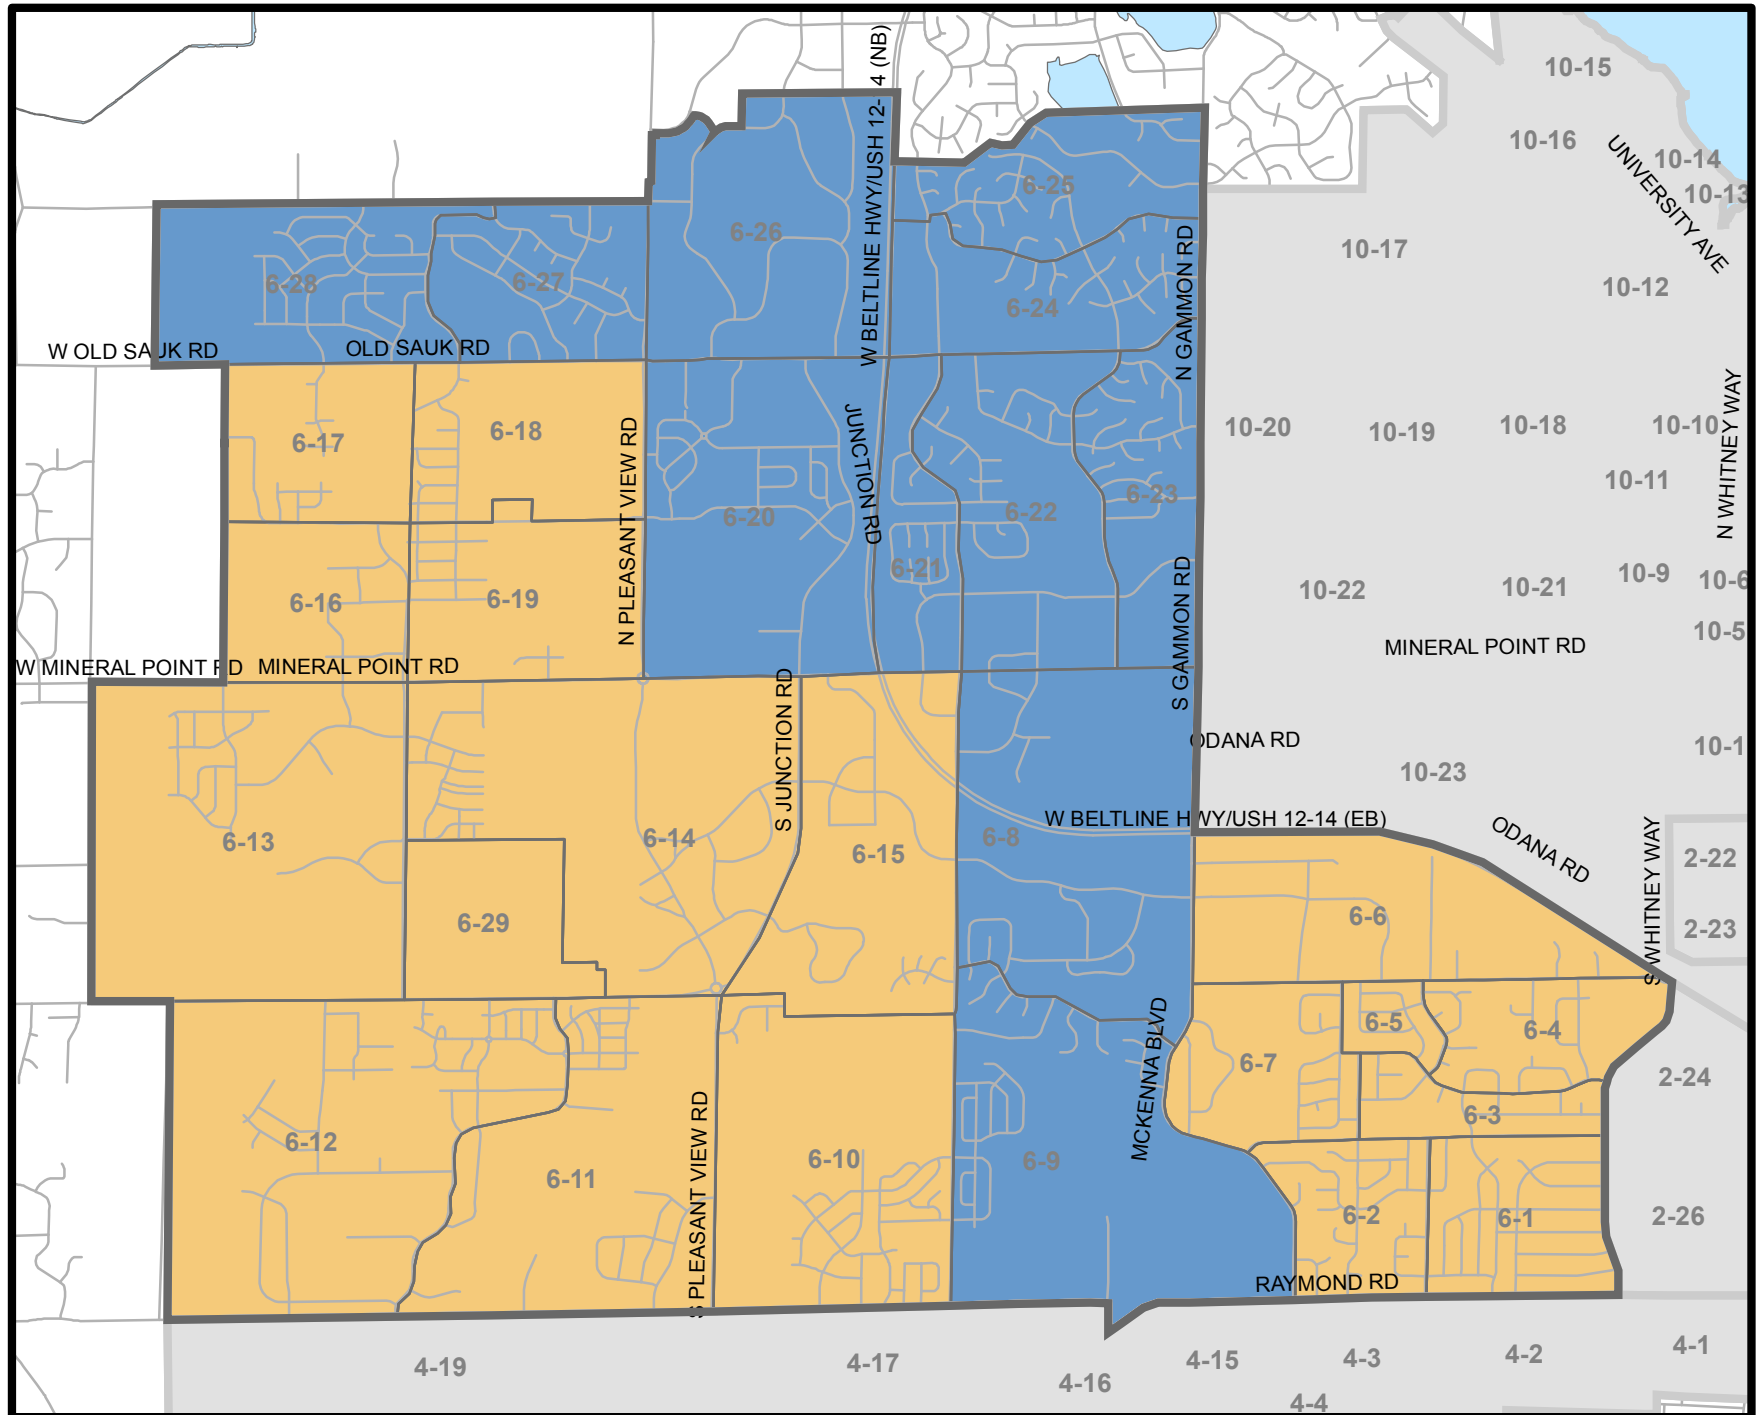 4 (NB)
W BELTLINE HWY/USH 12-
10-15
10-16
UNIVERSITY AVE
10-14
10-13
6-25
6-26
N GAMMON RD
10-17
6-28
6-27
10-12
6-24
W OLD SAUK RD
OLD SAUK RD
N WHITNEY WAY
6-17
6-18
N PLEASANT VIEW RD
JUNCTION RD
10-20
10-19
10-18
10-10
10-11
6-20
6-22
6-23
6-21
S GAMMON RD
6-16
6-19
10-22
10-21
10-9
10-6
10-5
MINERAL POINT RD
W MINERAL POINT RD
MINERAL POINT RD
S JUNCTION RD
ODANA RD
10-1
10-23
W BELTLINE HWY/USH 12-14 (EB)
ODANA RD
S WHITNEY WAY
6-13
6-14
6-15
6-8
2-22
6-29
6-6
2-23
6-5
6-4
MCKENNA BLVD
6-7
2-24
6-3
S PLEASANT VIEW RD
6-12
6-11
6-10
6-9
6-2
6-1
2-26
RAYMOND RD
4-19
4-17
4-16
4-15
4-3
4-2
4-1
4-4